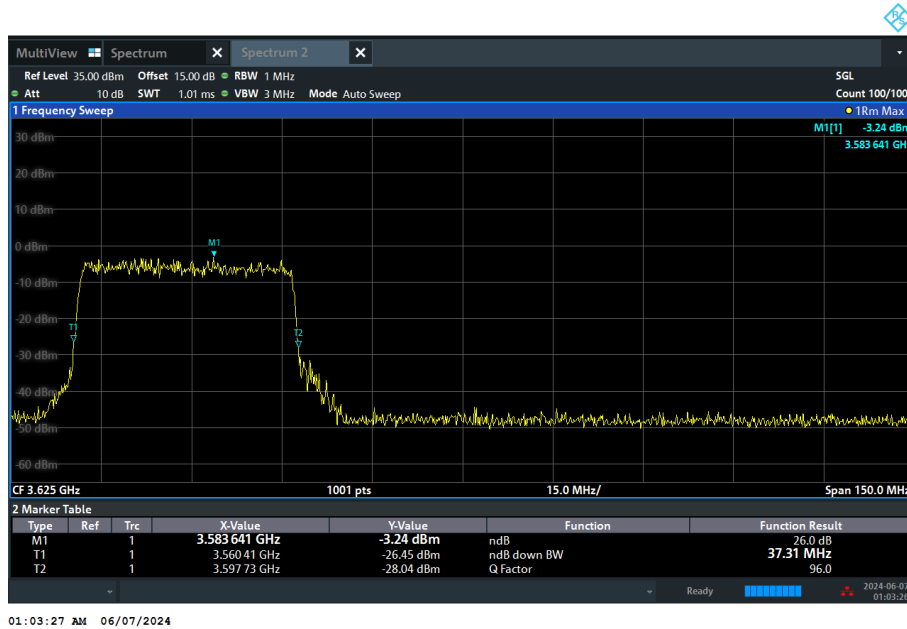 R&S
MultiView Spectrum X Spectrum 2 X
Ref Level 35.00 dBm Offset 15.00 dB RBW 1 MHz SGL
Att 10 dB SWT 1.01 ms VBW 3 MHz Mode Auto Sweep Count 100/100
1 Frequency Sweep 1Rm Max
M1[1] -3.24 dBm
3.583 641 GH
30 dBm
20 dBm
10 dBm
M1
0 dBm
-10 dBm
-20 dBm
T1
T2
-30 dBm
-40 dBm
-50 dBm
-60 dBm
CF 3.625 GHz 1001 pts 15.0 MHz/ Span 150.0 MHz
2 Marker Table
Type Ref Trc X-Value Y-Value Function Function Result
M1 1 3.583 641 GHz -3.24 dBm ndB 26.0 dB
T1 1 3.560 41 GHz -26.45 dBm ndB down BW 37.31 MHz
T2 1 3.597 73 GHz -28.04 dBm Q Factor 96.0
Ready 2024-06-07
01:03:26
01:03:27 AM 06/07/2024